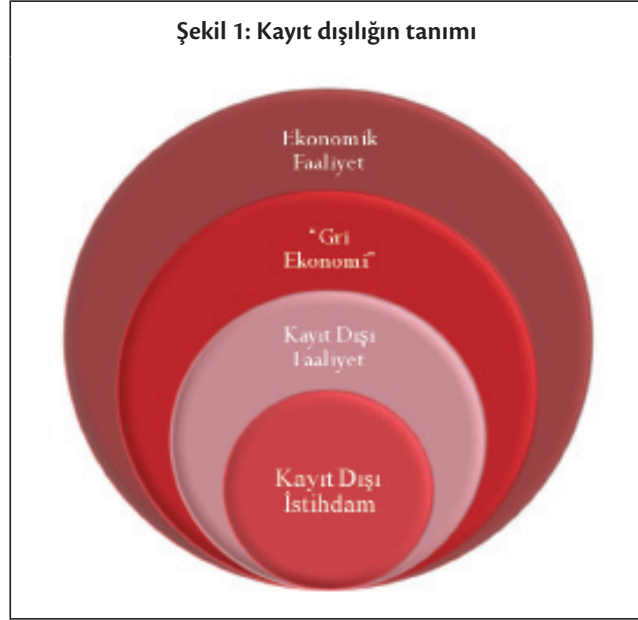 Şekil 1: Kayıt dışılığın tanımı
Ekonomik
Faaliyet
"Gri
Ekonomi"
Kayıt Dışı
Faaliyet
Kayıt Dışı
İstihdam